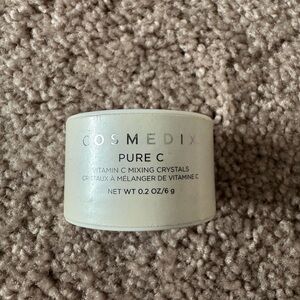 COSMEDIX
PURE C
VITAMIN C MIXING CRYSTALS
CRISTAUX À MÉLANGER DE VITAMINE C
NET WT 0.2 OZ/6 g